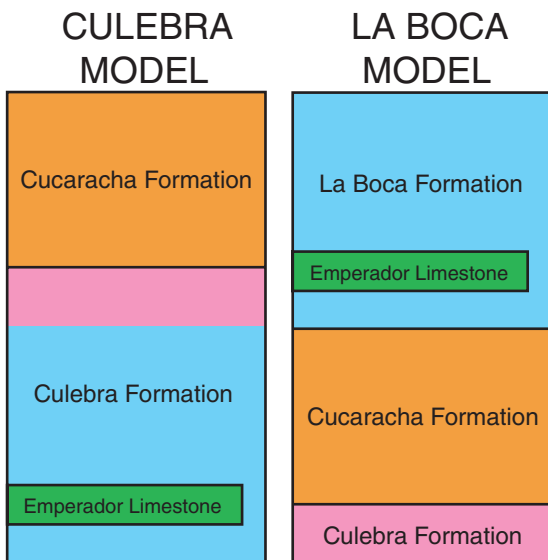 CULEBRA
MODEL
Cucaracha Formation
Culebra Formation
Emperador Limestone
LA BOCA
MODEL
La Boca Formation
Emperador Limestone
Cucaracha Formation
Culebra Formation